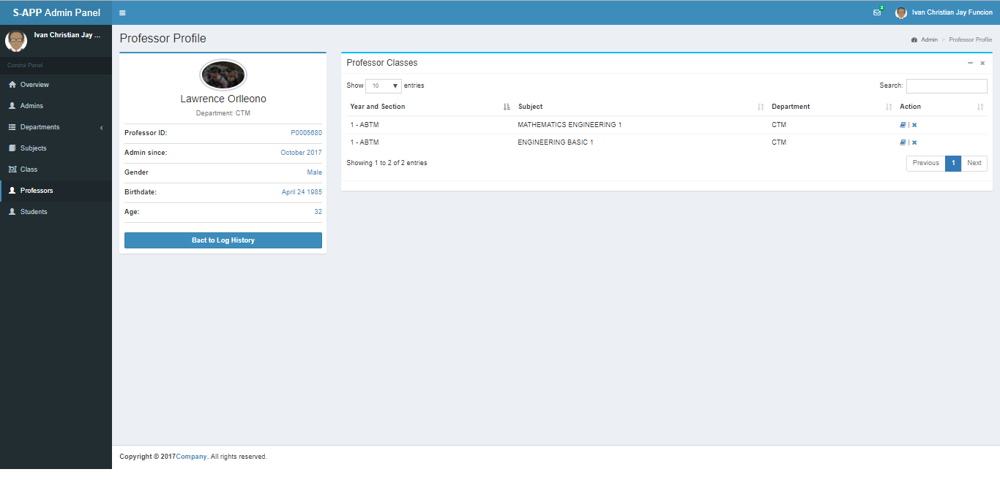 S-APP Admin Panel
2
Ivan Christian Jay Funcion
Ivan Christian Jay ...
Control Panel
Overview
Admins
Departments
Subjects
Class
Professors
Students
Professor Profile
Admin > Professor Profile
Lawrence Orlleono
Department: CTM
Professor ID: P0005680
Admin since: October 2017
Gender Male
Birthdate: April 24 1985
Age: 32
Bact to Log History
Professor Classes
Show 10 entries
Search:
Year and Section Subject Department Action
1 - ABTM MATHEMATICS ENGINEERING 1 CTM |
1 - ABTM ENGINEERING BASIC 1 CTM |
Showing 1 to 2 of 2 entries
Previous 1 Next
Copyright © 2017Company. All rights reserved.